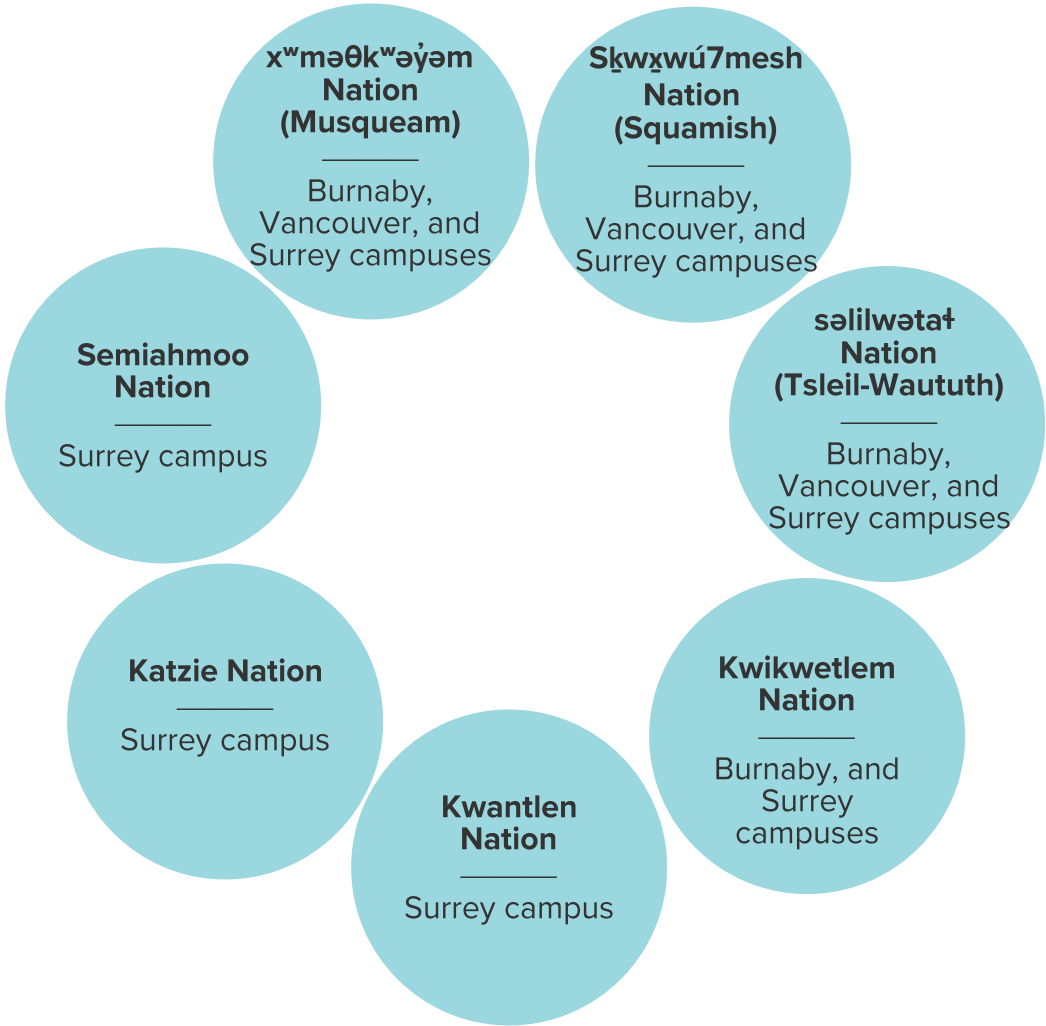 xʷməθkʷəy̓əm
Nation
(Musqueam)
Burnaby,
Vancouver, and
Surrey campuses
Sḵwx̱wú7mesh
Nation
(Squamish)
Burnaby,
Vancouver, and
Surrey campuses
səlilwətaɬ
Nation
(Tsleil-Waututh)
Burnaby,
Vancouver, and
Surrey campuses
Kwikwetlem
Nation
Burnaby, and
Surrey
campuses
Kwantlen
Nation
Surrey campus
Katzie Nation
Surrey campus
Semiahmoo
Nation
Surrey campus